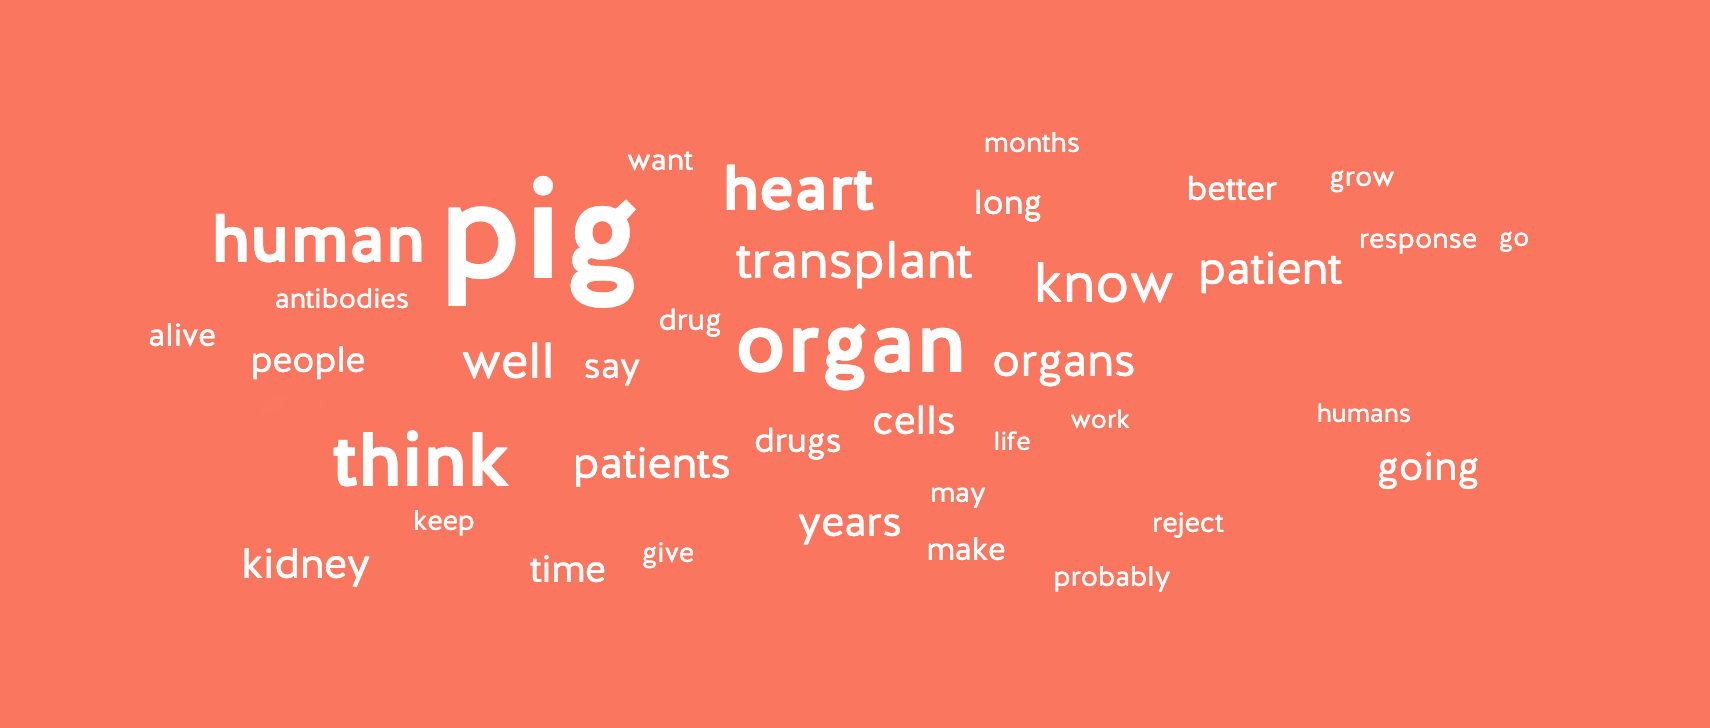 months
want
grow
heart
better
long
human
pig
response
go
transplant
patient
know
antibodies
drug
alive
organ
people
well
say
organs
humans
cells
work
drugs
life
think
patients
going
may
keep
years
reject
make
give
kidney
time
probably